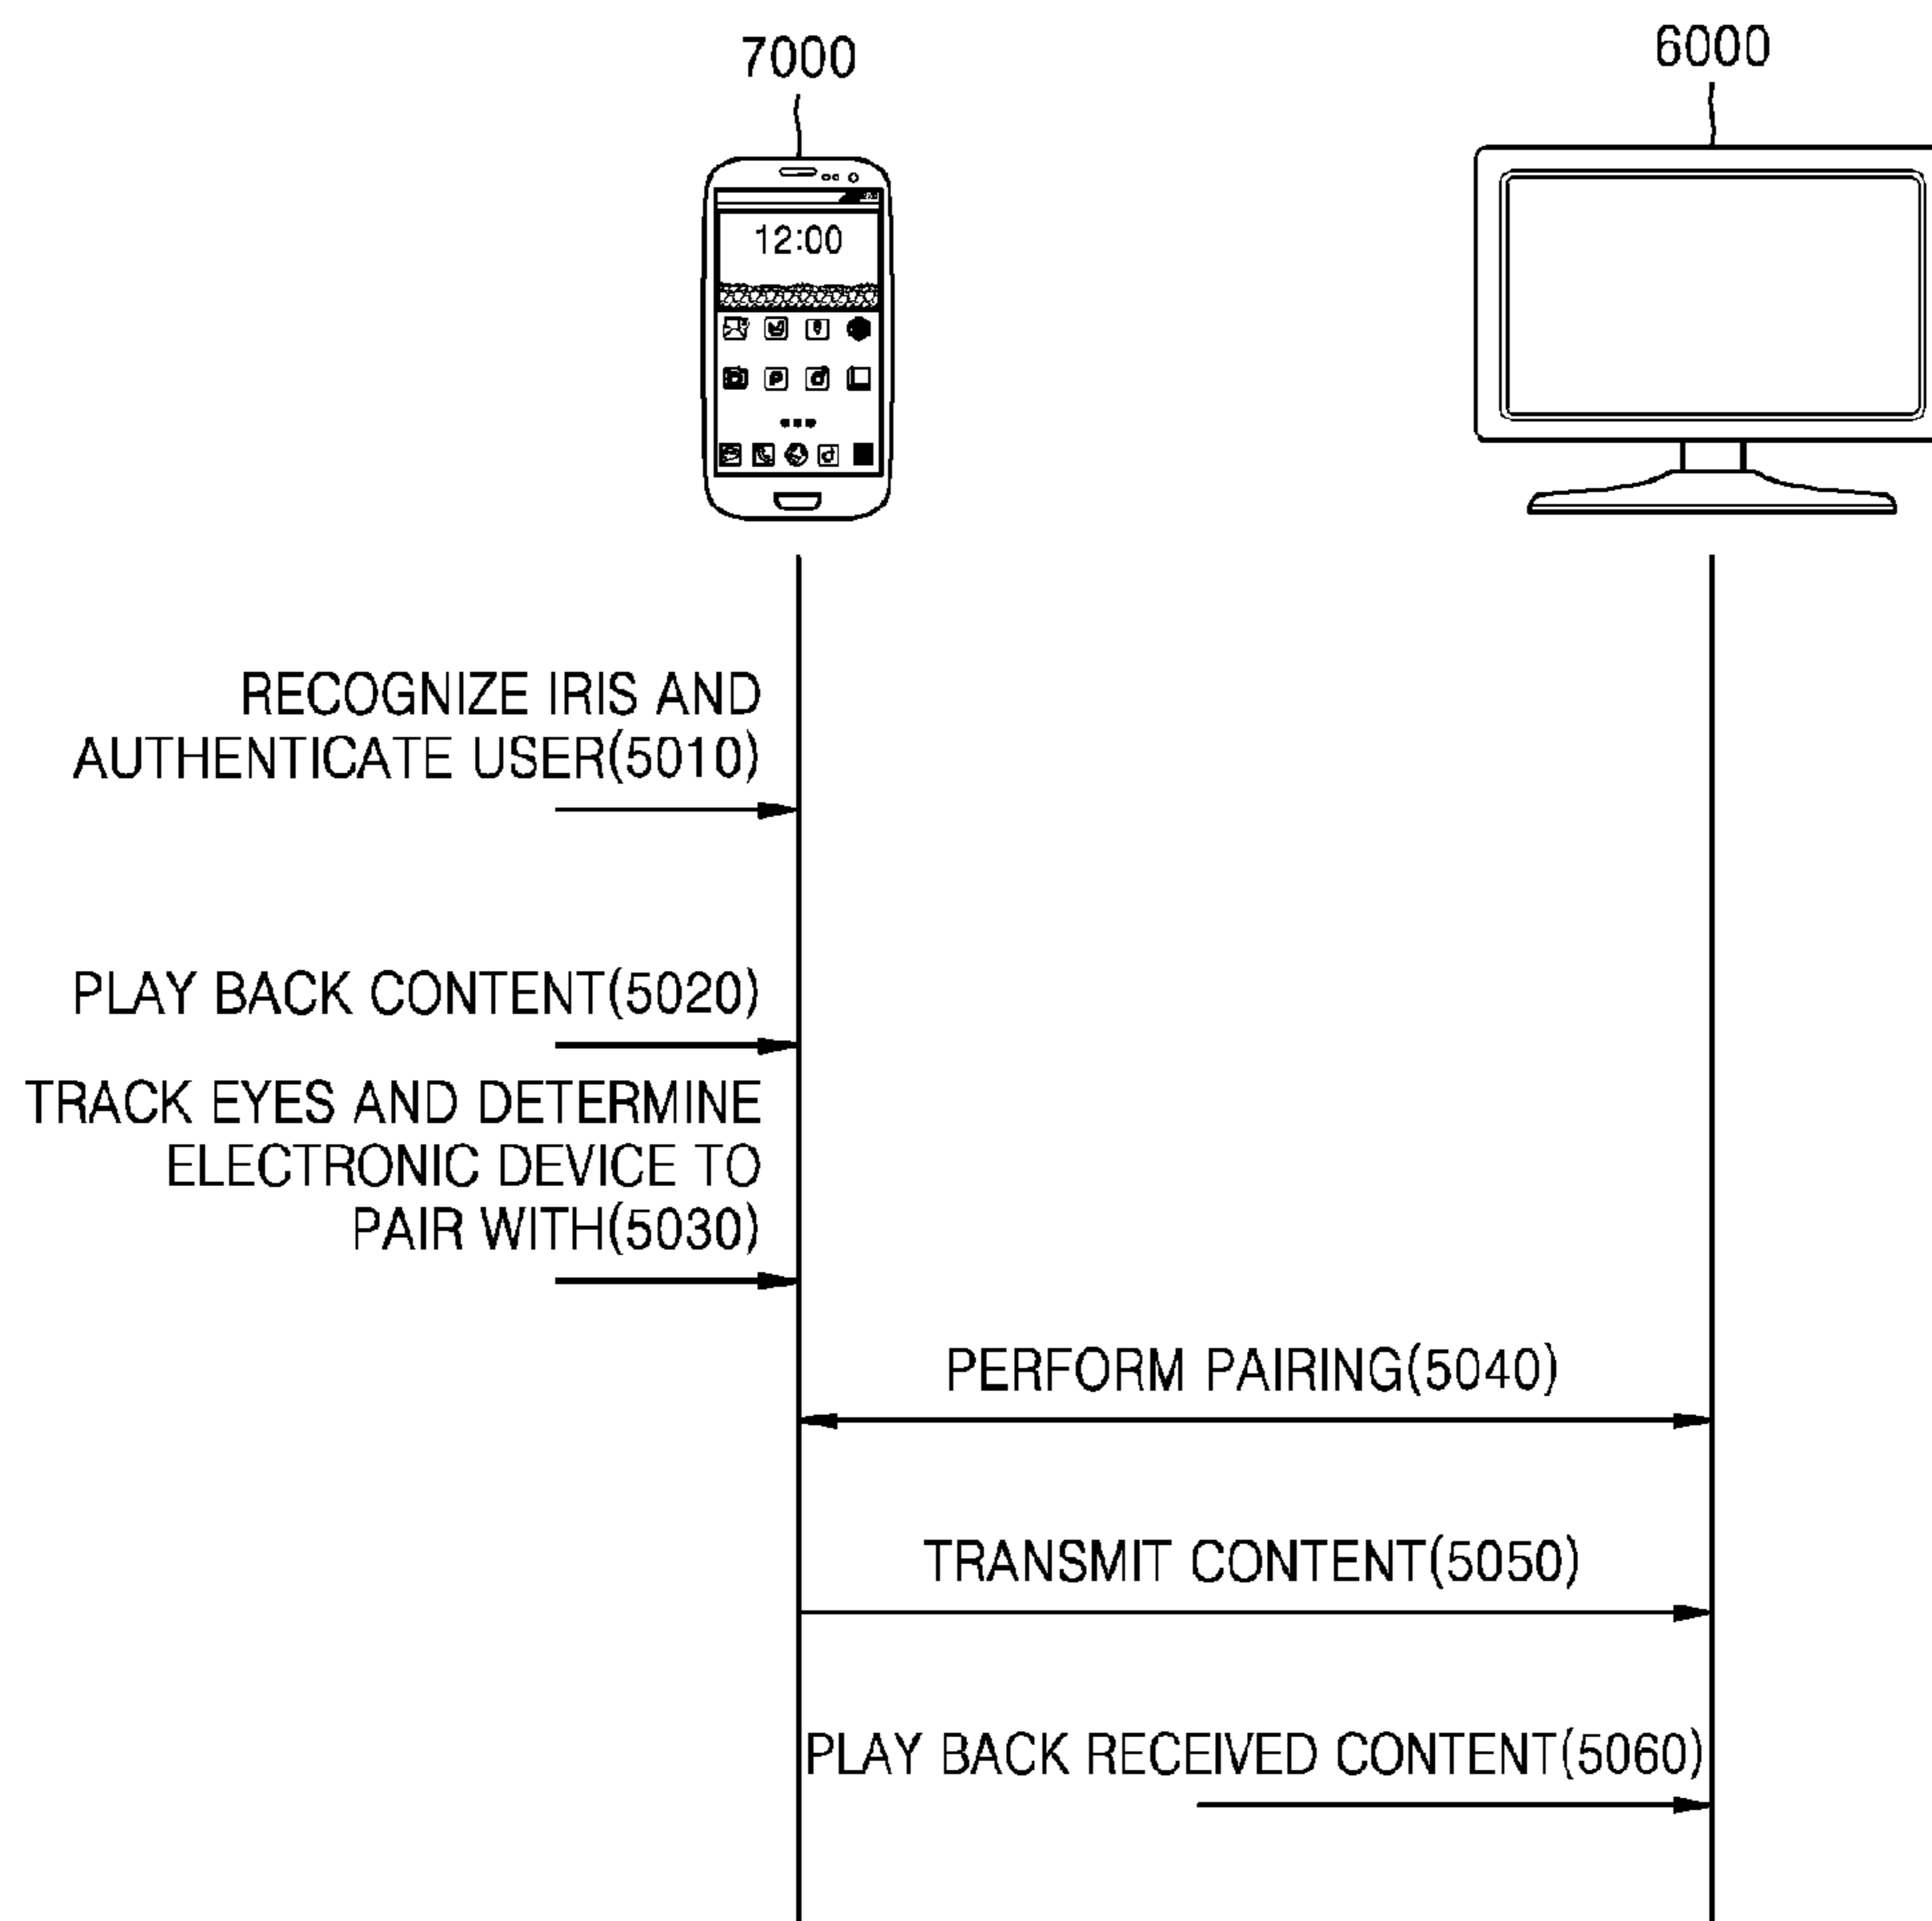 7000
6000
12:00
RECOGNIZE IRIS AND
AUTHENTICATE USER(5010)
PLAY BACK CONTENT(5020)
TRACK EYES AND DETERMINE
ELECTRONIC DEVICE TO
PAIR WITH(5030)
PERFORM PAIRING(5040)
TRANSMIT CONTENT(5050)
PLAY BACK RECEIVED CONTENT(5060)